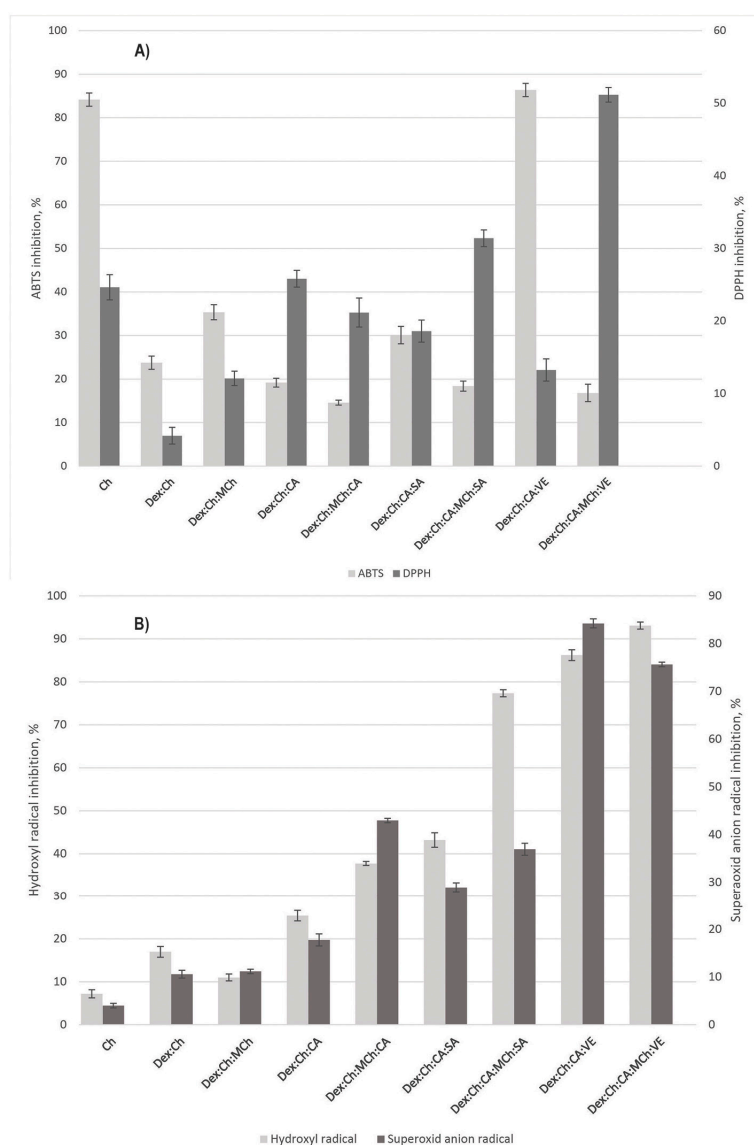 A)
ABTS inhibition, %
100
90
80
70
60
50
40
30
20
10
0
60
50
40
30
20
10
0
DPPH inhibition, %
Ch
Dex:Ch
Dex:Ch:MCh
Dex:Ch:CA
Dex:Ch:MCh:CA
Dex:Ch:CA:SA
Dex:Ch:CA:MCh:SA
Dex:Ch:CA:VE
Dex:Ch:CA:MCh:VE
ABTS DPPH
B)
Hydroxyl radical inhibition, %
100
90
80
70
60
50
40
30
20
10
0
90
80
70
60
50
40
30
20
10
0
Superaoxid anion radical inhibition, %
Ch
Dex:Ch
Dex:Ch:MCh
Dex:Ch:CA
Dex:Ch:MCh:CA
Dex:Ch:CA:SA
Dex:Ch:CA:MCh:SA
Dex:Ch:CA:VE
Dex:Ch:CA:MCh:VE
Hydroxyl radical Superoxid anion radical